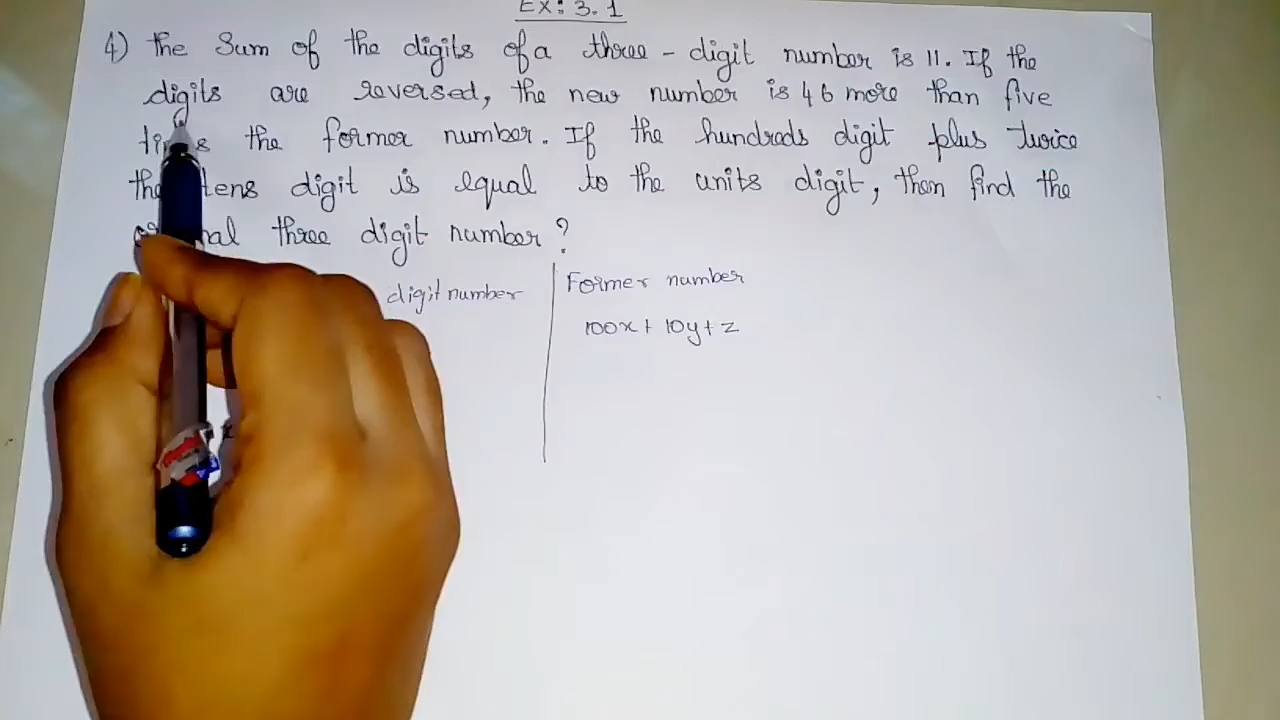 Ex: 3.1
4) The Sum of the digits of a three - digit number is 11. If the
digits are reversed, the new number is 46 more than five
the former number. If the hundreds digit plus twice
tens digit is equal to the units digit, then find the
three digit number?
digit number
Former number
100x + 10y + z